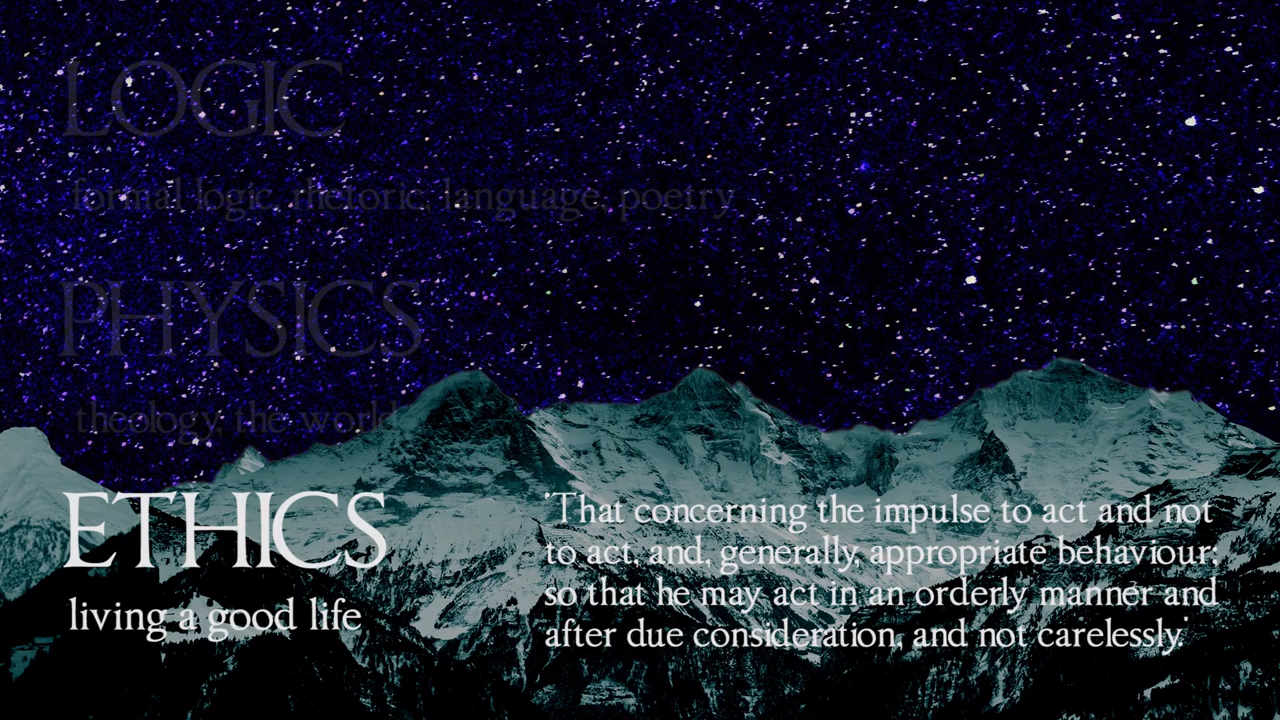 LOGIC
formal logic, rhetoric, language, poetry
PHYSICS
theology, the world
ETHICS
living a good life
'That concerning the impulse to act and not
to act, and, generally, appropriate behaviour;
so that he may act in an orderly manner and
after due consideration, and not carelessly.'